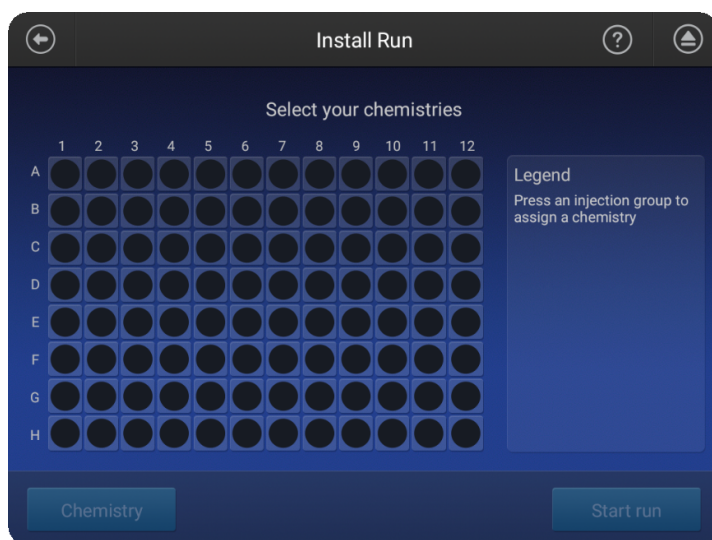 Install Run
?
Select your chemistries
1 2 3 4 5 6 7 8 9 10 11 12
A
B
C
D
E
F
G
H
Legend
Press an injection group to
assign a chemistry
Chemistry
Start run